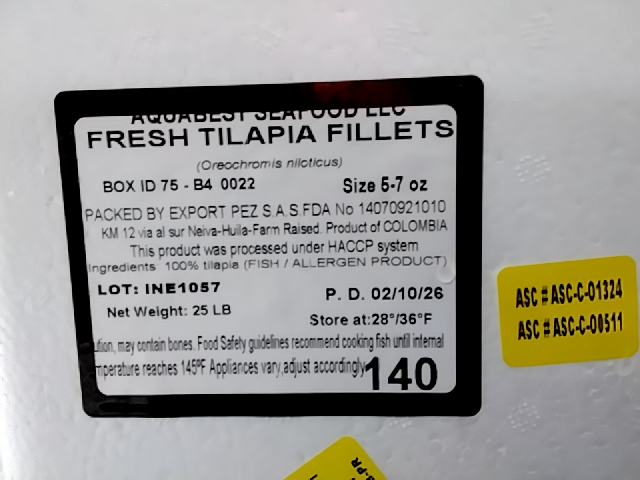 AQUABEST SEAFOOD LLC
FRESH TILAPIA FILLETS
(Oreochromis niloticus)
BOX ID 75 - B4 0022
Size 5-7 oz
PACKED BY EXPORT PEZ S.A.S.FDA No 14070921010
KM 12 via al sur Neiva-Huila-Farm Raised. Product of COLOMBIA
This product was processed under HACCP system
Ingredients: 100% tilapia (FISH / ALLERGEN PRODUCT)
LOT: INE1057
P. D. 02/10/26
Net Weight: 25 LB
Store at:28°/36°F
ution, may contain bones. Food Safety guidelines recommend cooking fish until internal
mperature reaches 145ºF Appliances vary,adjust accordingly
140
ASC # ASC-C-01324
ASC # ASC-C-00511
-PR